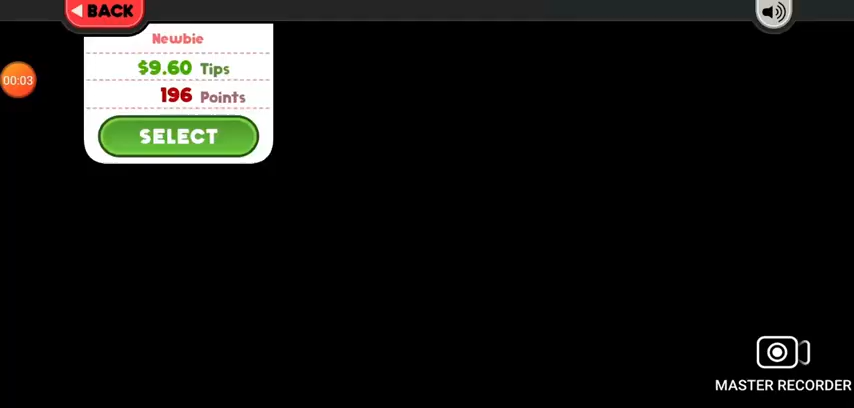 BACK
Newbie
00:03
$9.60 Tips
196 Points
SELECT
MASTER RECORDER